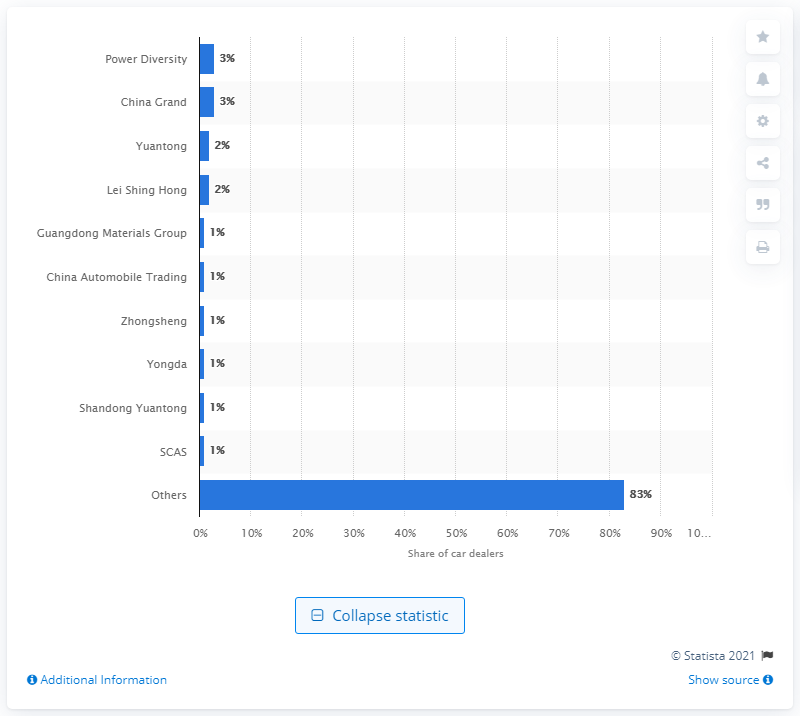 Power Diversity 3%
China Grand 3%
Yuantong 2%
Lei Shing Hong 2%
Guangdong Materials Group 1%
China Automobile Trading 1%
Zhongsheng 1%
Yongda 1%
Shandong Yuantong 1%
SCAS 1%
Others 83%
0% 10% 20% 30% 40% 50% 60% 70% 80% 90% 10...
Share of car dealers
Collapse statistic
© Statista 2021
Additional Information Show source